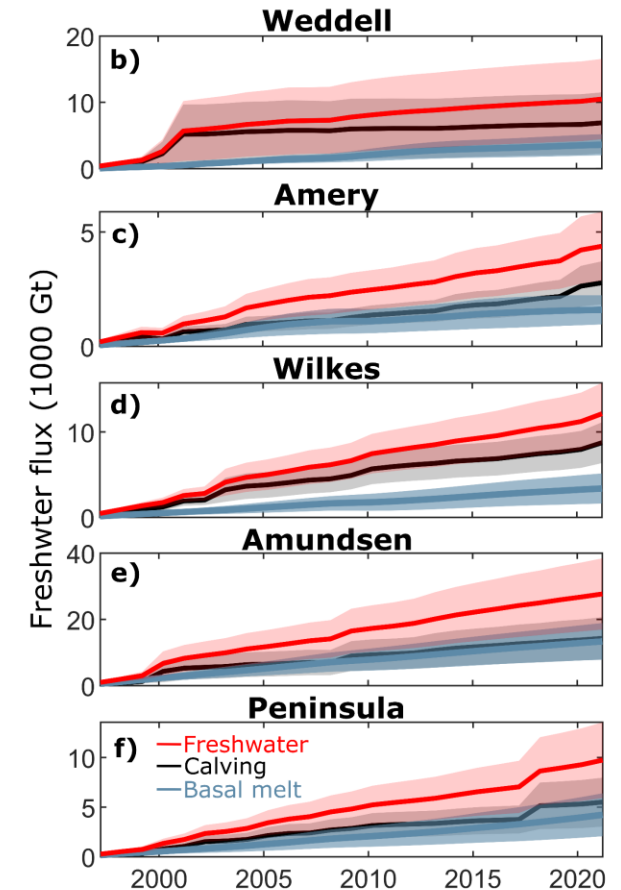 Weddell
b)
20
10
0
Amery
c)
5
0
Wilkes
d)
10
0
Amundsen
e)
40
20
0
Peninsula
f)
Freshwater
Calving
Basal melt
10
5
0
2000 2005 2010 2015 2020
Freshwter flux (1000 Gt)